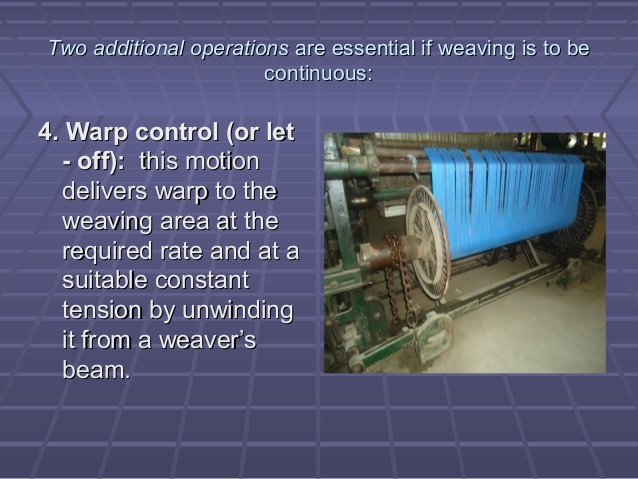 Two additional operations are essential if weaving is to be
continuous:
4. Warp control (or let
- off): this motion
delivers warp to the
weaving area at the
required rate and at a
suitable constant
tension by unwinding
it from a weaver’s
beam.